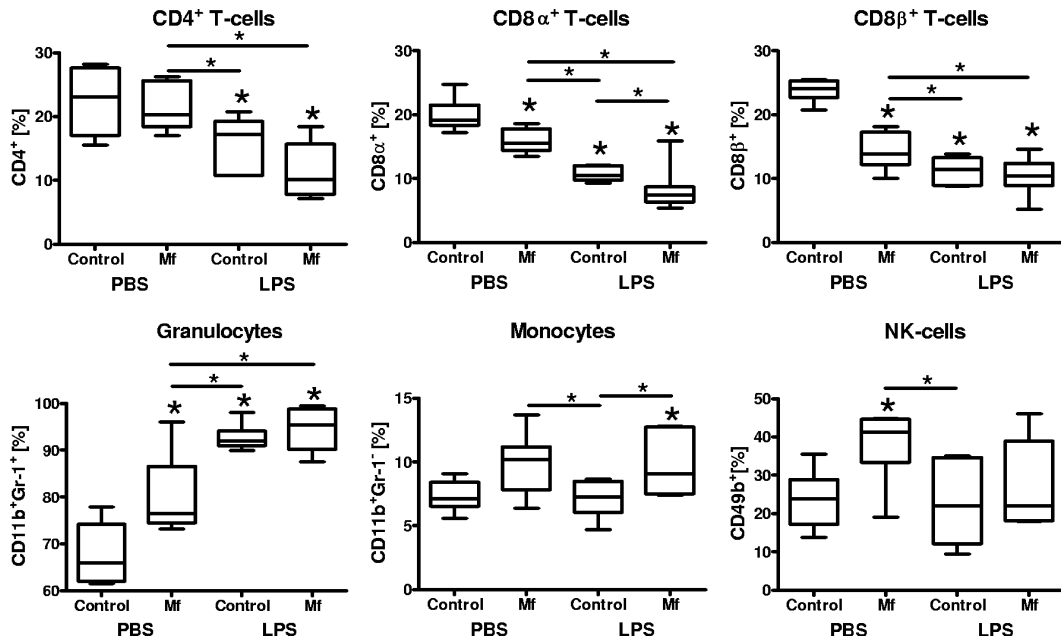 CD4⁺ T-cells
CD8α⁺ T-cells
CD8β⁺ T-cells
CD4⁺ [%]
30
20
10
0
* * * *
Control Mf Control Mf
PBS LPS
CD8α⁺ [%]
30
20
10
0
* * * * * *
Control Mf Control Mf
PBS LPS
CD8β⁺ [%]
30
20
10
0
* * * * *
Control Mf Control Mf
PBS LPS
Granulocytes
Monocytes
NK-cells
CD11b⁺Gr-1⁺ [%]
100
90
80
70
60
* * * * *
Control Mf Control Mf
PBS LPS
CD11b⁺Gr-1⁻ [%]
15
10
5
0
* * *
Control Mf Control Mf
PBS LPS
CD49b⁺[%]
50
40
30
20
10
0
* *
Control Mf Control Mf
PBS LPS